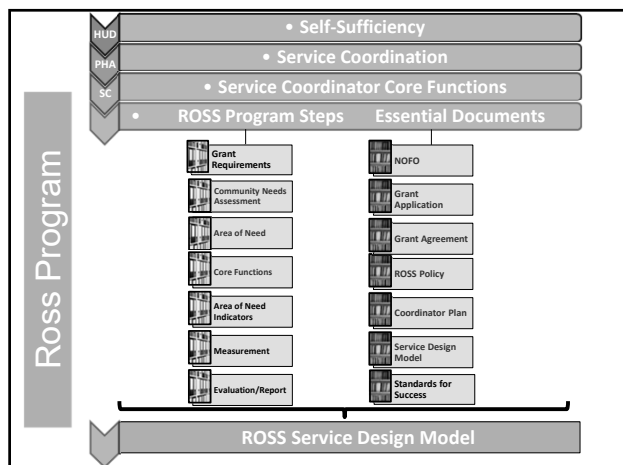 HUD
• Self-Sufficiency
PHA
• Service Coordination
SC
• Service Coordinator Core Functions
• ROSS Program Steps Essential Documents
Ross Program
Grant
Requirements
Community Needs
Assessment
Area of Need
Core Functions
Area of Need
Indicators
Measurement
Evaluation/Report
NOFO
Grant
Application
Grant Agreement
ROSS Policy
Coordinator Plan
Service Design
Model
Standards for
Success
ROSS Service Design Model